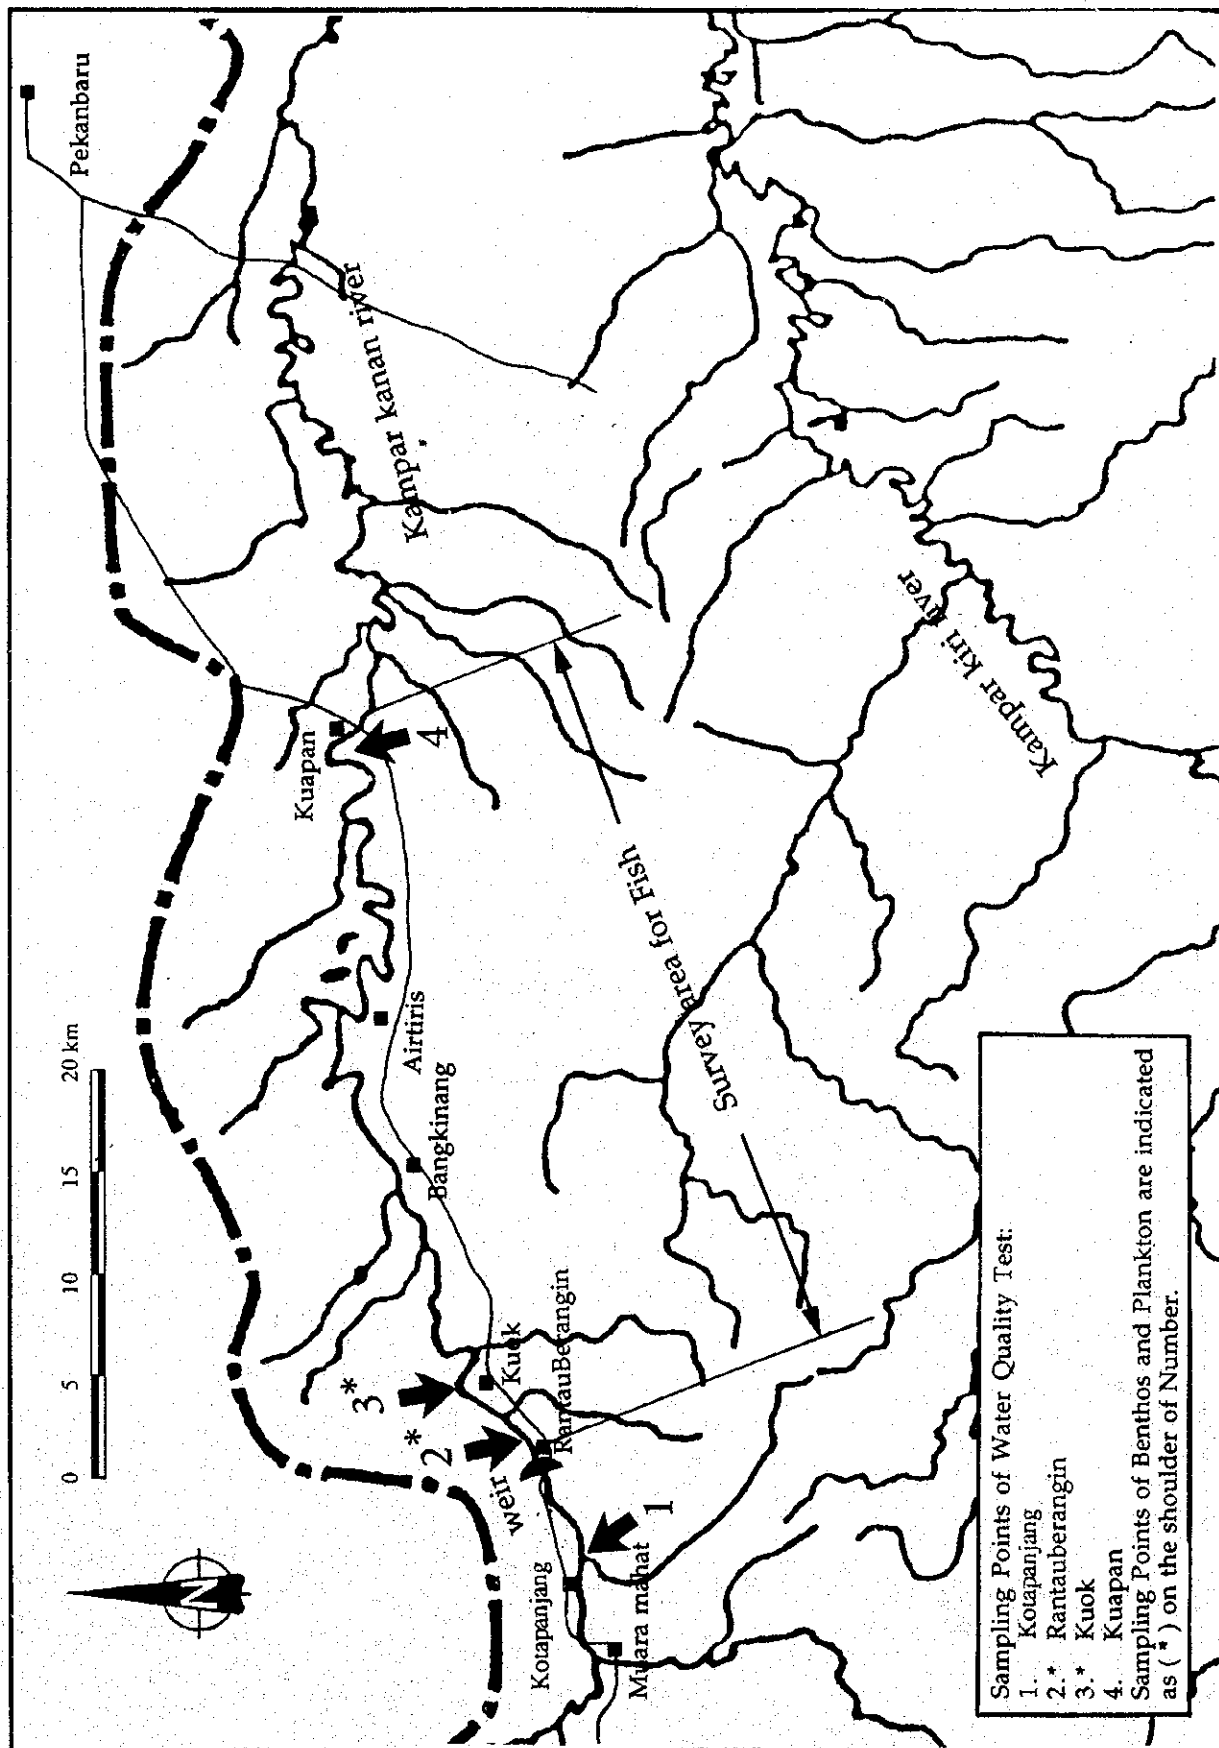 Pekanbaru
Kampar kanan river
Kuapan
4
Airtiris
Bangkinang
Survey area for Fish
Kampar kiri river
0 5 10 15 20 km
3*
Kuok
2*
RantauBerangin
weir
1
Kotapanjang
Muara mahat
N
Sampling Points of Water Quality Test:
1. Kotapanjang
2.* Rantauberangin
3.* Kuok
4. Kuapan
Sampling Points of Benthos and Plankton are indicated
as ( * ) on the shoulder of Number.